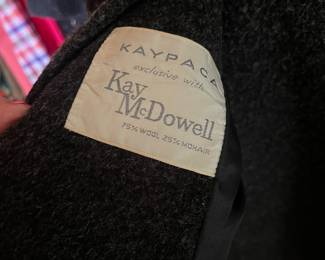 KAYPACA
exclusive with
Kay
McDowell
75% WOOL 25% MOHAIR